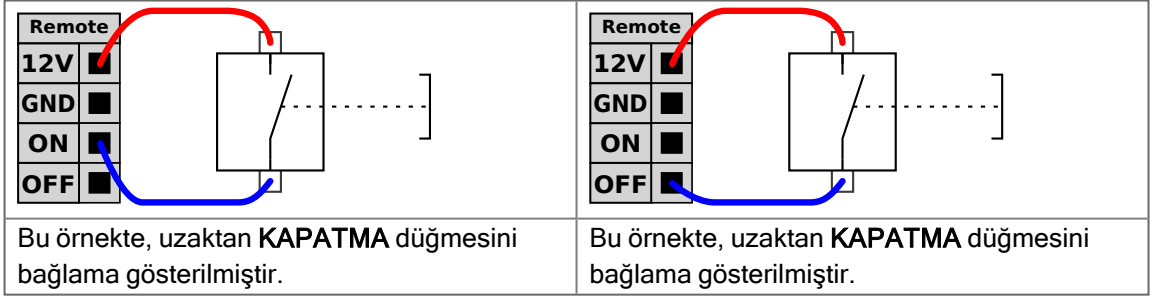 Remote
12V
GND
ON
OFF
Bu örnekte, uzaktan KAPATMA düğmesini
bağlama gösterilmiştir.
Remote
12V
GND
ON
OFF
Bu örnekte, uzaktan KAPATMA düğmesini
bağlama gösterilmiştir.